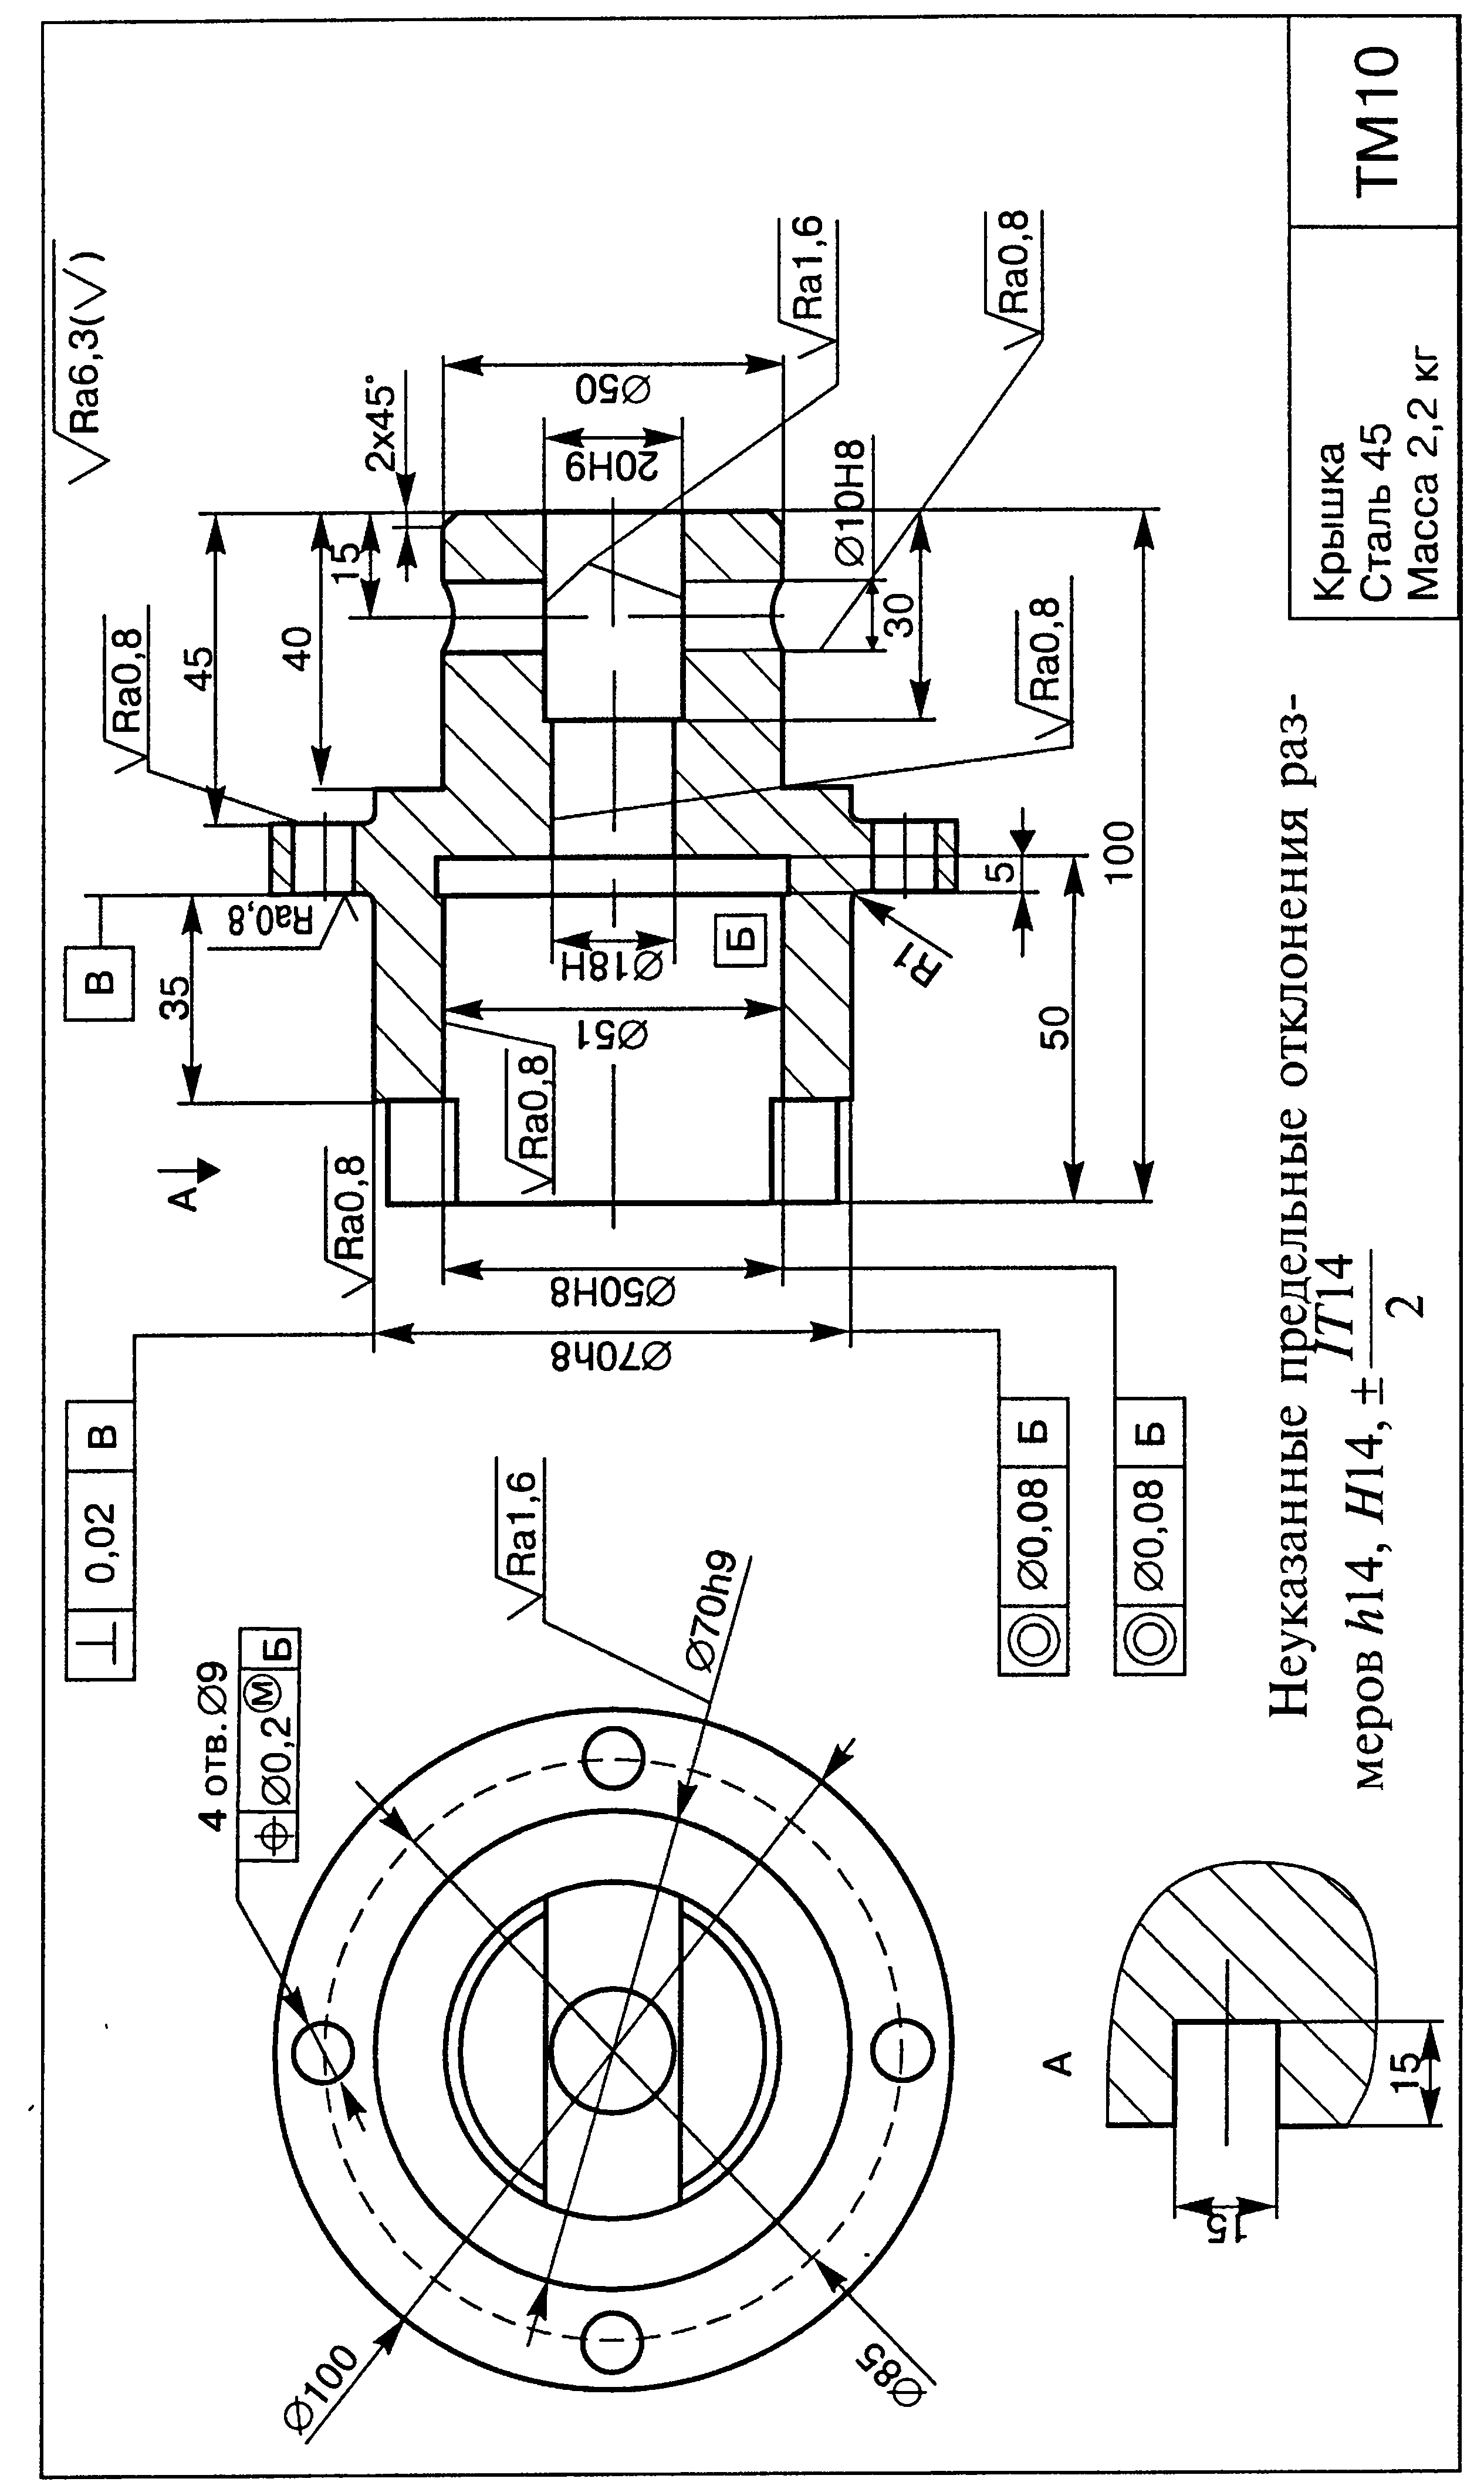 √Ra6,3(√)
45
40
15
2x45°
Ø50
20H9
Ra1,6
Ra0,8
Ra0,8
Ø10H8
30
Ra0,8
В
35
Ra0,8
Ø18H
Б
Ø51
Ra0,8
R1
5
50
100
А
Ra0,8
Ø50H8
Ø70h8
⊥ 0,02 В
◎ Ø0,08 Б
◎ Ø0,08 Б
4 отв. Ø9
⌖ Ø0,2 Ⓜ Б
Ra1,6
Ø70h9
Ø100
Ø85
А
15
15
Неуказанные предельные отклонения раз-
меров h14, H14, ± IT14/2
Крышка
Сталь 45
Масса 2,2 кг
ТМ10